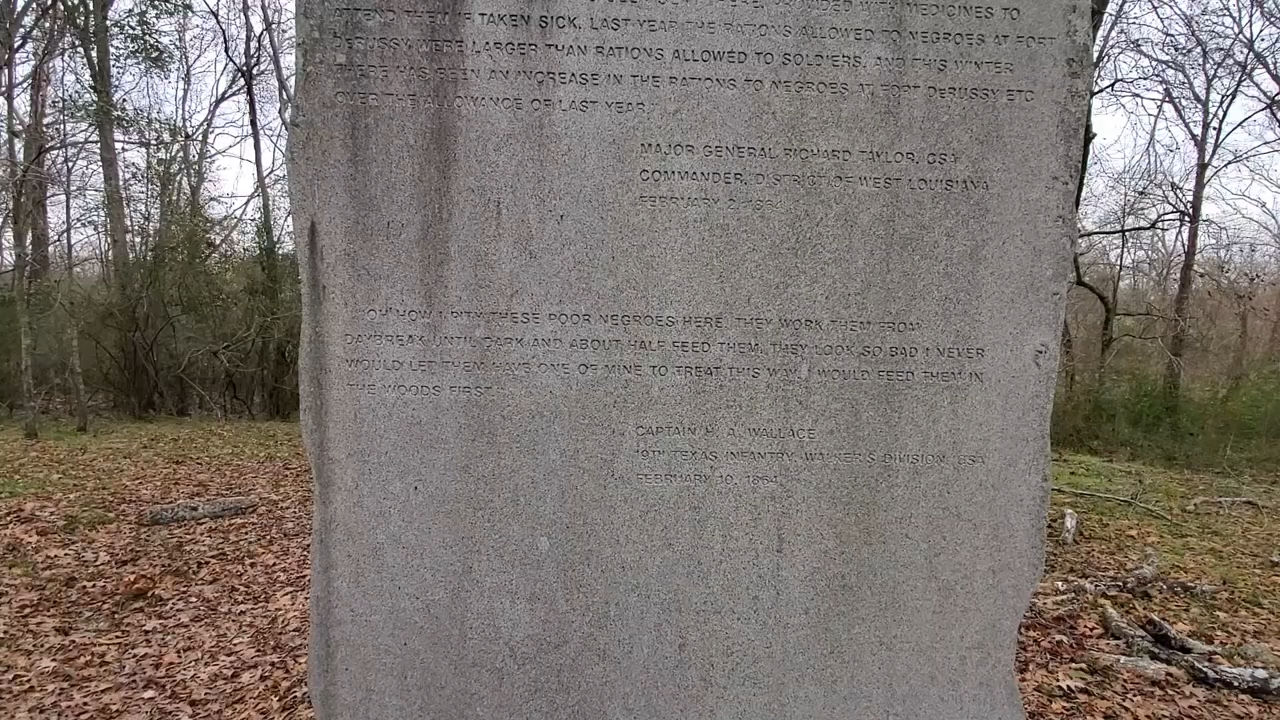 PROVIDED WITH MEDICINES TO
ATTEND THEM IF TAKEN SICK. LAST YEAR THE RATIONS ALLOWED TO NEGROES AT FORT
DeRUSSY WERE LARGER THAN RATIONS ALLOWED TO SOLDIERS, AND THIS WINTER
THERE HAS BEEN AN INCREASE IN THE RATIONS TO NEGROES AT FORT DeRUSSY ETC
OVER THE ALLOWANCE OF LAST YEAR.
MAJOR GENERAL RICHARD TAYLOR, CSA
COMMANDER, DISTRICT OF WEST LOUISIANA
FEBRUARY 2, 1864
OH HOW I PITY THESE POOR NEGROES HERE. THEY WORK THEM FROM
DAYBREAK UNTIL DARK AND ABOUT HALF FEED THEM. THEY LOOK SO BAD I NEVER
WOULD LET THEM HAVE ONE OF MINE TO TREAT THIS WAY. I WOULD FEED THEM IN
THE WOODS FIRST.
CAPTAIN H. A. WALLACE
19TH TEXAS INFANTRY, WALKER'S DIVISION, CSA
FEBRUARY 10, 1864